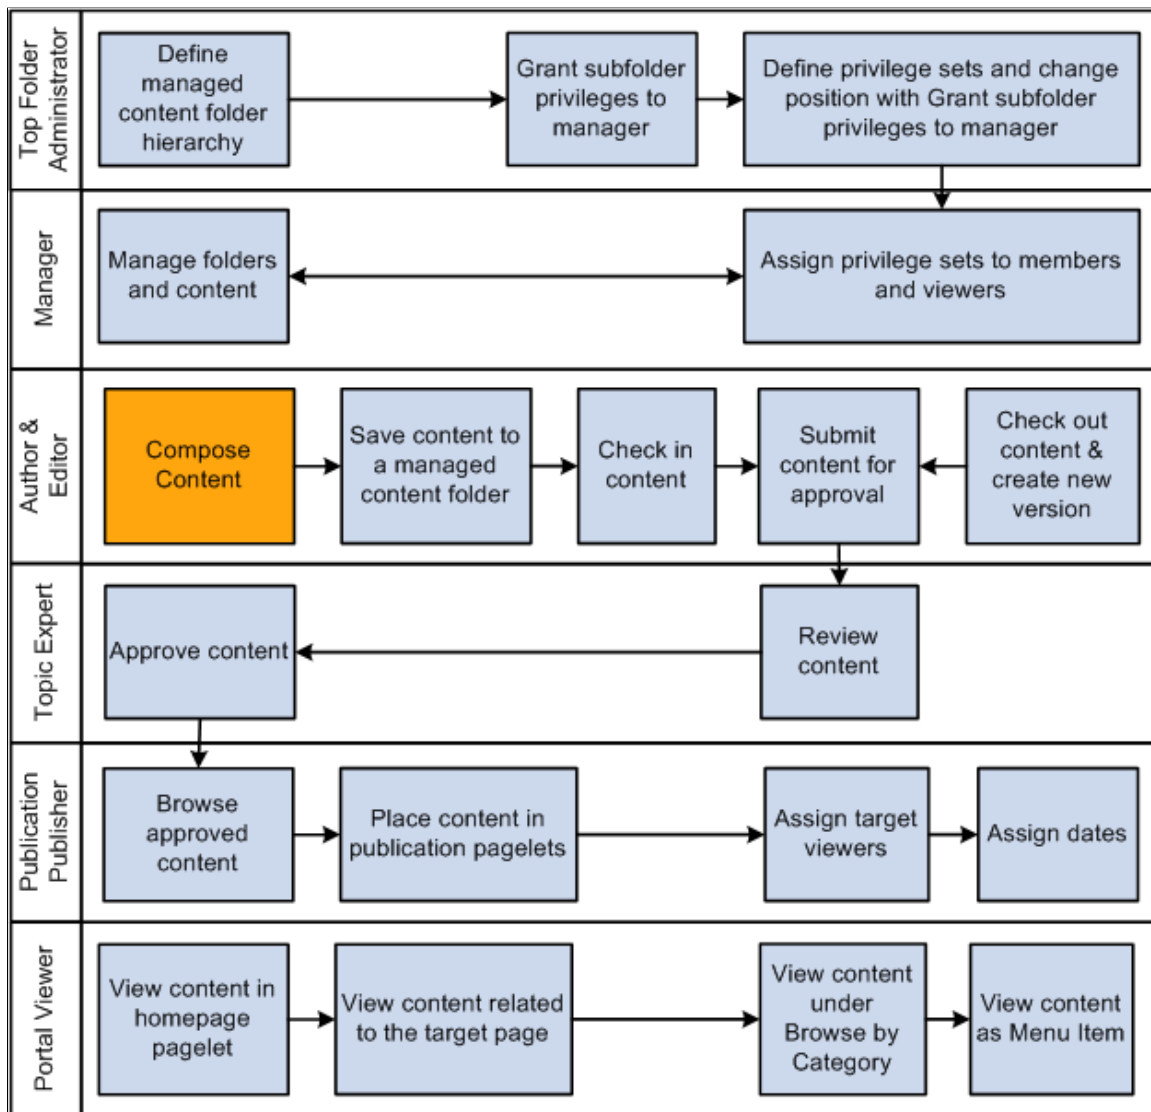 Top Folder
Administrator
Define
managed
content folder
hierarchy
Grant subfolder
privileges to
manager
Define privilege sets and change
position with Grant subfolder
privileges to manager
Manager
Manage folders
and content
Assign privilege sets to members
and viewers
Author &
Editor
Compose
Content
Save content to
a managed
content folder
Check in
content
Submit
content for
approval
Check out
content &
create new
version
Topic Expert
Approve content
Review
content
Publication
Publisher
Browse
approved
content
Place content in
publication pagelets
Assign target
viewers
Assign dates
Portal Viewer
View content in
homepage
pagelet
View content related
to the target page
View content
under
Browse by
Category
View content
as Menu Item